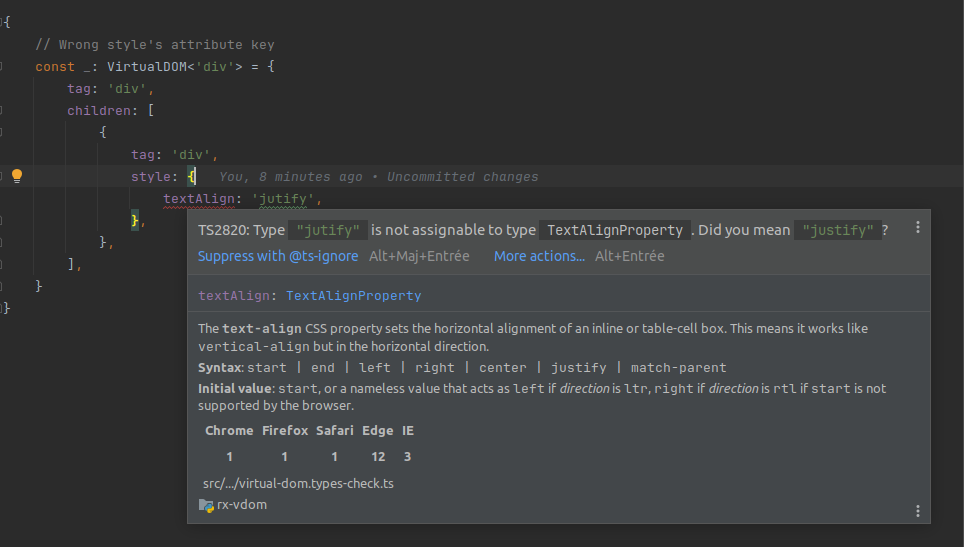 {
// Wrong style's attribute key
const _: VirtualDOM<'div'> = {
tag: 'div',
children: [
{
tag: 'div',
style: { You, 8 minutes ago • Uncommitted changes
textAlign: 'jutify',
},
},
],
}
}
TS2820: Type "jutify" is not assignable to type TextAlignProperty . Did you mean "justify" ?
Suppress with @ts-ignore Alt+Maj+Entrée More actions... Alt+Entrée
textAlign: TextAlignProperty
The text-align CSS property sets the horizontal alignment of an inline or table-cell box. This means it works like
vertical-align but in the horizontal direction.
Syntax: start | end | left | right | center | justify | match-parent
Initial value: start, or a nameless value that acts as left if direction is ltr, right if direction is rtl if start is not
supported by the browser.
Chrome Firefox Safari Edge IE
1 1 1 12 3
src/.../virtual-dom.types-check.ts
rx-vdom